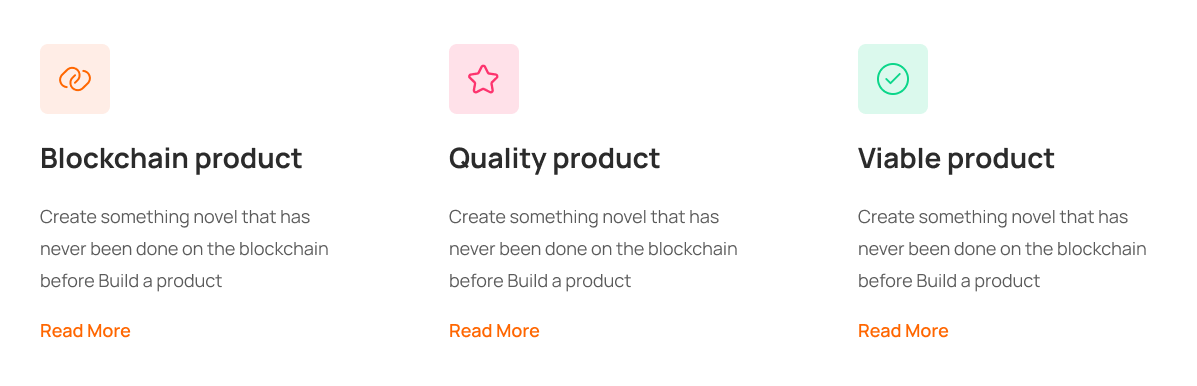 Blockchain product
Create something novel that has
never been done on the blockchain
before Build a product
Read More
Quality product
Create something novel that has
never been done on the blockchain
before Build a product
Read More
Viable product
Create something novel that has
never been done on the blockchain
before Build a product
Read More